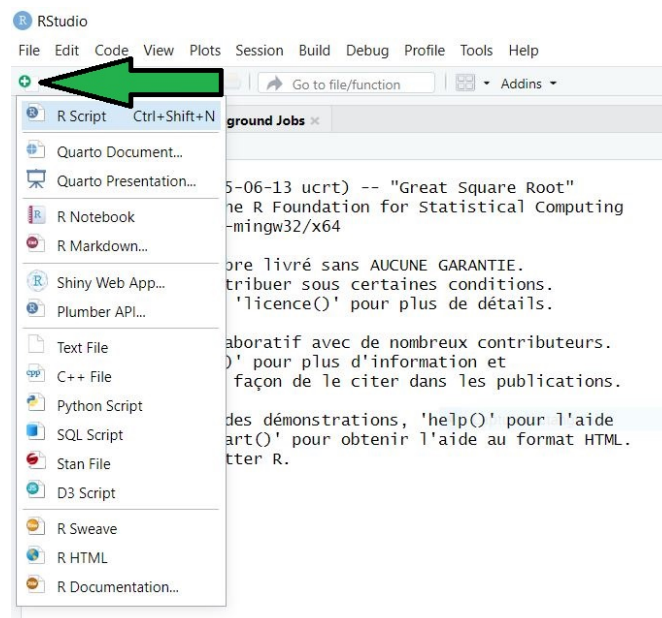 RStudio
File Edit Code View Plots Session Build Debug Profile Tools Help
Go to file/function Addins
R Script Ctrl+Shift+N
Quarto Document...
Quarto Presentation...
R Notebook
R Markdown...
Shiny Web App...
Plumber API...
Text File
C++ File
Python Script
SQL Script
Stan File
D3 Script
R Sweave
R HTML
R Documentation...
ground Jobs
5-06-13 ucrt) -- "Great Square Root"
he R Foundation for Statistical Computing
-mingw32/x64
bre livré sans AUCUNE GARANTIE.
tribuer sous certaines conditions.
'licence()' pour plus de détails.
aboratif avec de nombreux contributeurs.
)' pour plus d'information et
façon de le citer dans les publications.
des démonstrations, 'help()' pour l'aide
art()' pour obtenir l'aide au format HTML.
tter R.